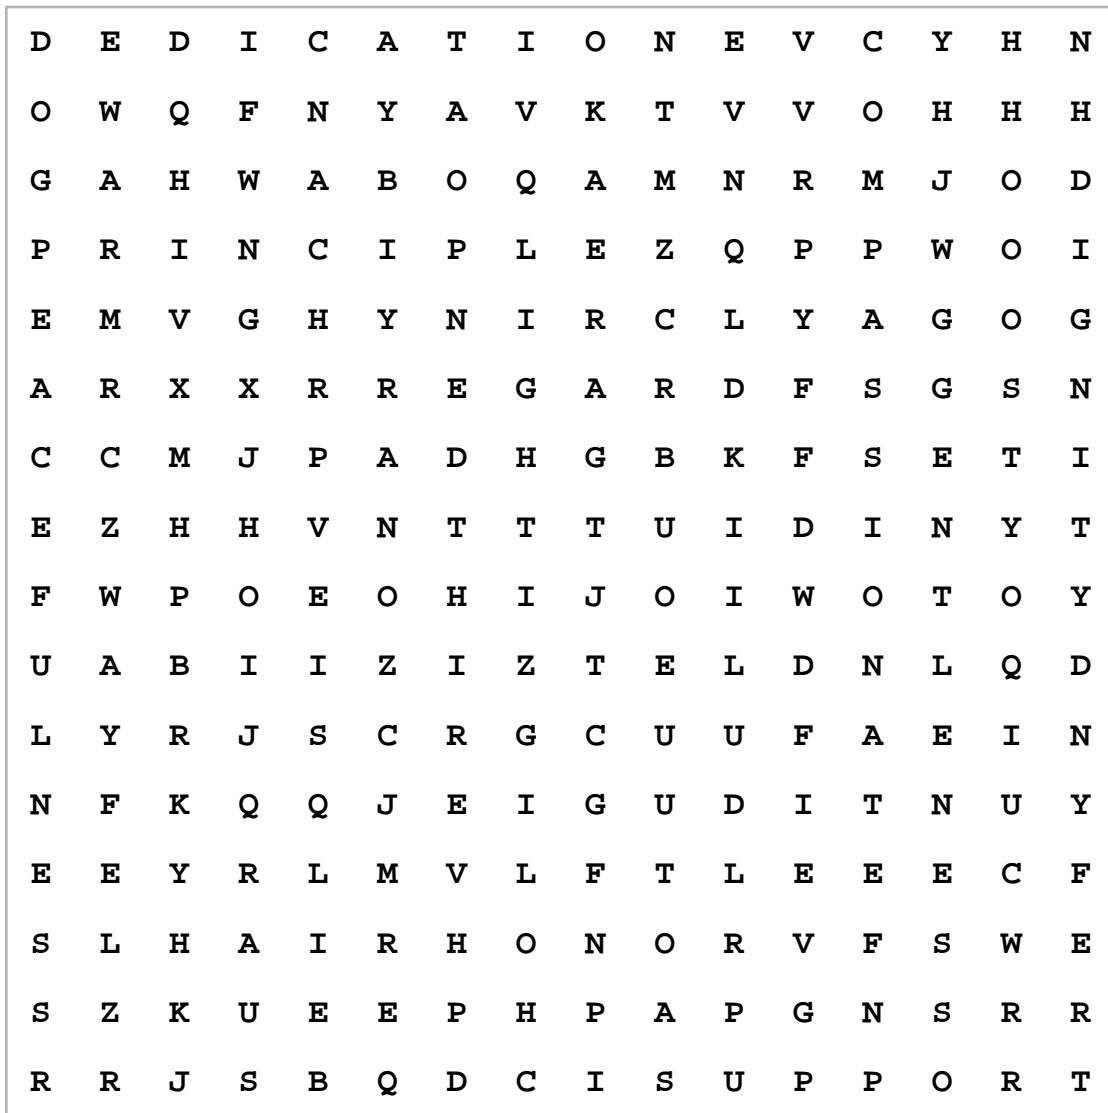 D E D I C A T I O N E V C Y H N
O W Q F N Y A V K T V V O H H H
G A H W A B O Q A M N R M J O D
P R I N C I P L E Z Q P P W O I
E M V G H Y N I R C L Y A G O G
A R X X R R E G A R D F S G S N
C C M J P A D H G B K F S E T I
E Z H H V N T T T U I D I N Y T
F W P O E O H I J O I W O T O Y
U A B I I Z I Z T E L D N L Q D
L Y R J S C R G C U U F A E I N
N F K Q Q J E I G U D I T N U Y
E E Y R L M V L F T L E E E C F
S L H A I R H O N O R V F S W E
S Z K U E E P H P A P G N S R R
R R J S B Q D C I S U P P O R T